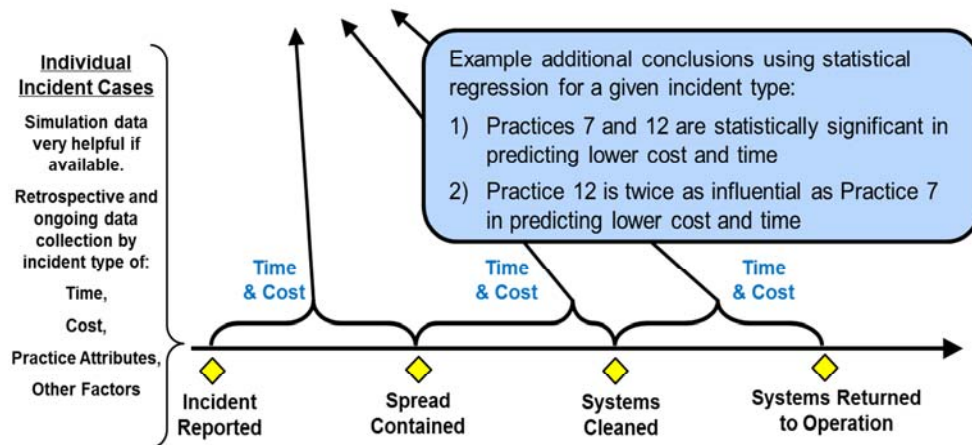 Individual
Incident Cases
Simulation data
very helpful if
available.
Retrospective and
ongoing data
collection by
incident type of:
Time,
Cost,
Practice Attributes,
Other Factors
Example additional conclusions using statistical
regression for a given incident type:
1) Practices 7 and 12 are statistically significant in
predicting lower cost and time
2) Practice 12 is twice as influential as Practice 7
in predicting lower cost and time
Time
& Cost
Time
& Cost
Time
& Cost
Incident
Reported
Spread
Contained
Systems
Cleaned
Systems Returned
to Operation